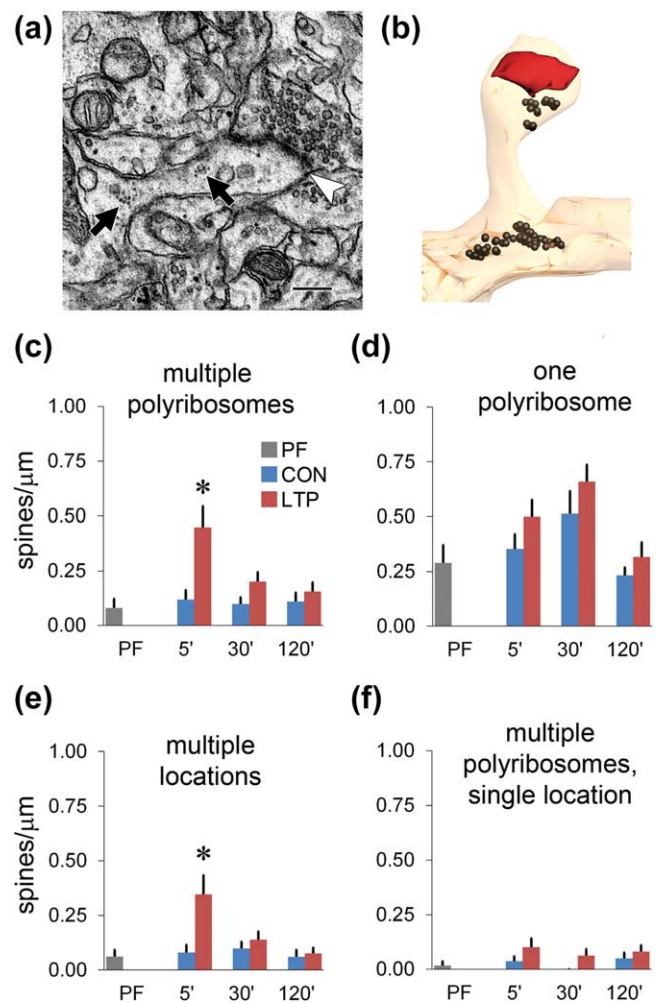 (a)
(b)
(c)
multiple
polyribosomes
1.00
0.75
0.50
0.25
0.00
spines/μm
PF
CON
LTP
*
PF 5' 30' 120'
(d)
one
polyribosome
1.00
0.75
0.50
0.25
0.00
PF 5' 30' 120'
(e)
multiple
locations
1.00
0.75
0.50
0.25
0.00
spines/μm
*
PF 5' 30' 120'
(f)
multiple
polyribosomes,
single location
1.00
0.75
0.50
0.25
0.00
PF 5' 30' 120'